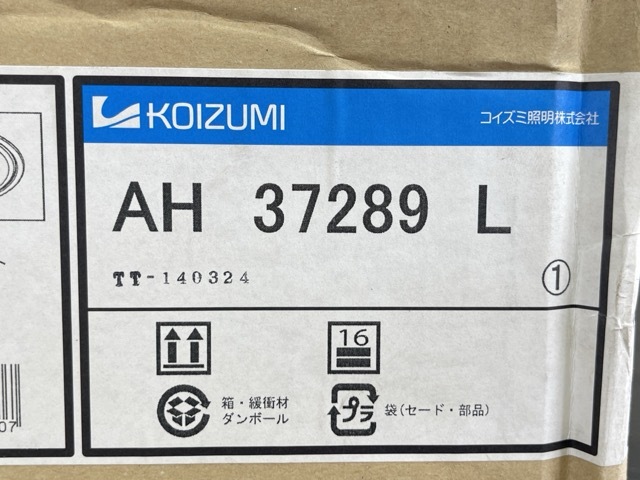 KOIZUMI コイズミ照明株式会社
AH 37289 L
TT-140324 ①
16
箱・緩衝材
ダンボール
プラ 袋(セード・部品)
07